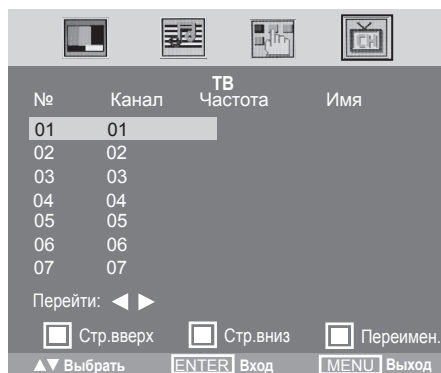 CH
ТВ
№ Канал Частота Имя
01 01
02 02
03 03
04 04
05 05
06 06
07 07
Перейти: ◀ ▶
Стр.вверх Стр.вниз Переимен.
▲▼ Выбрать ENTER Вход MENU Выход